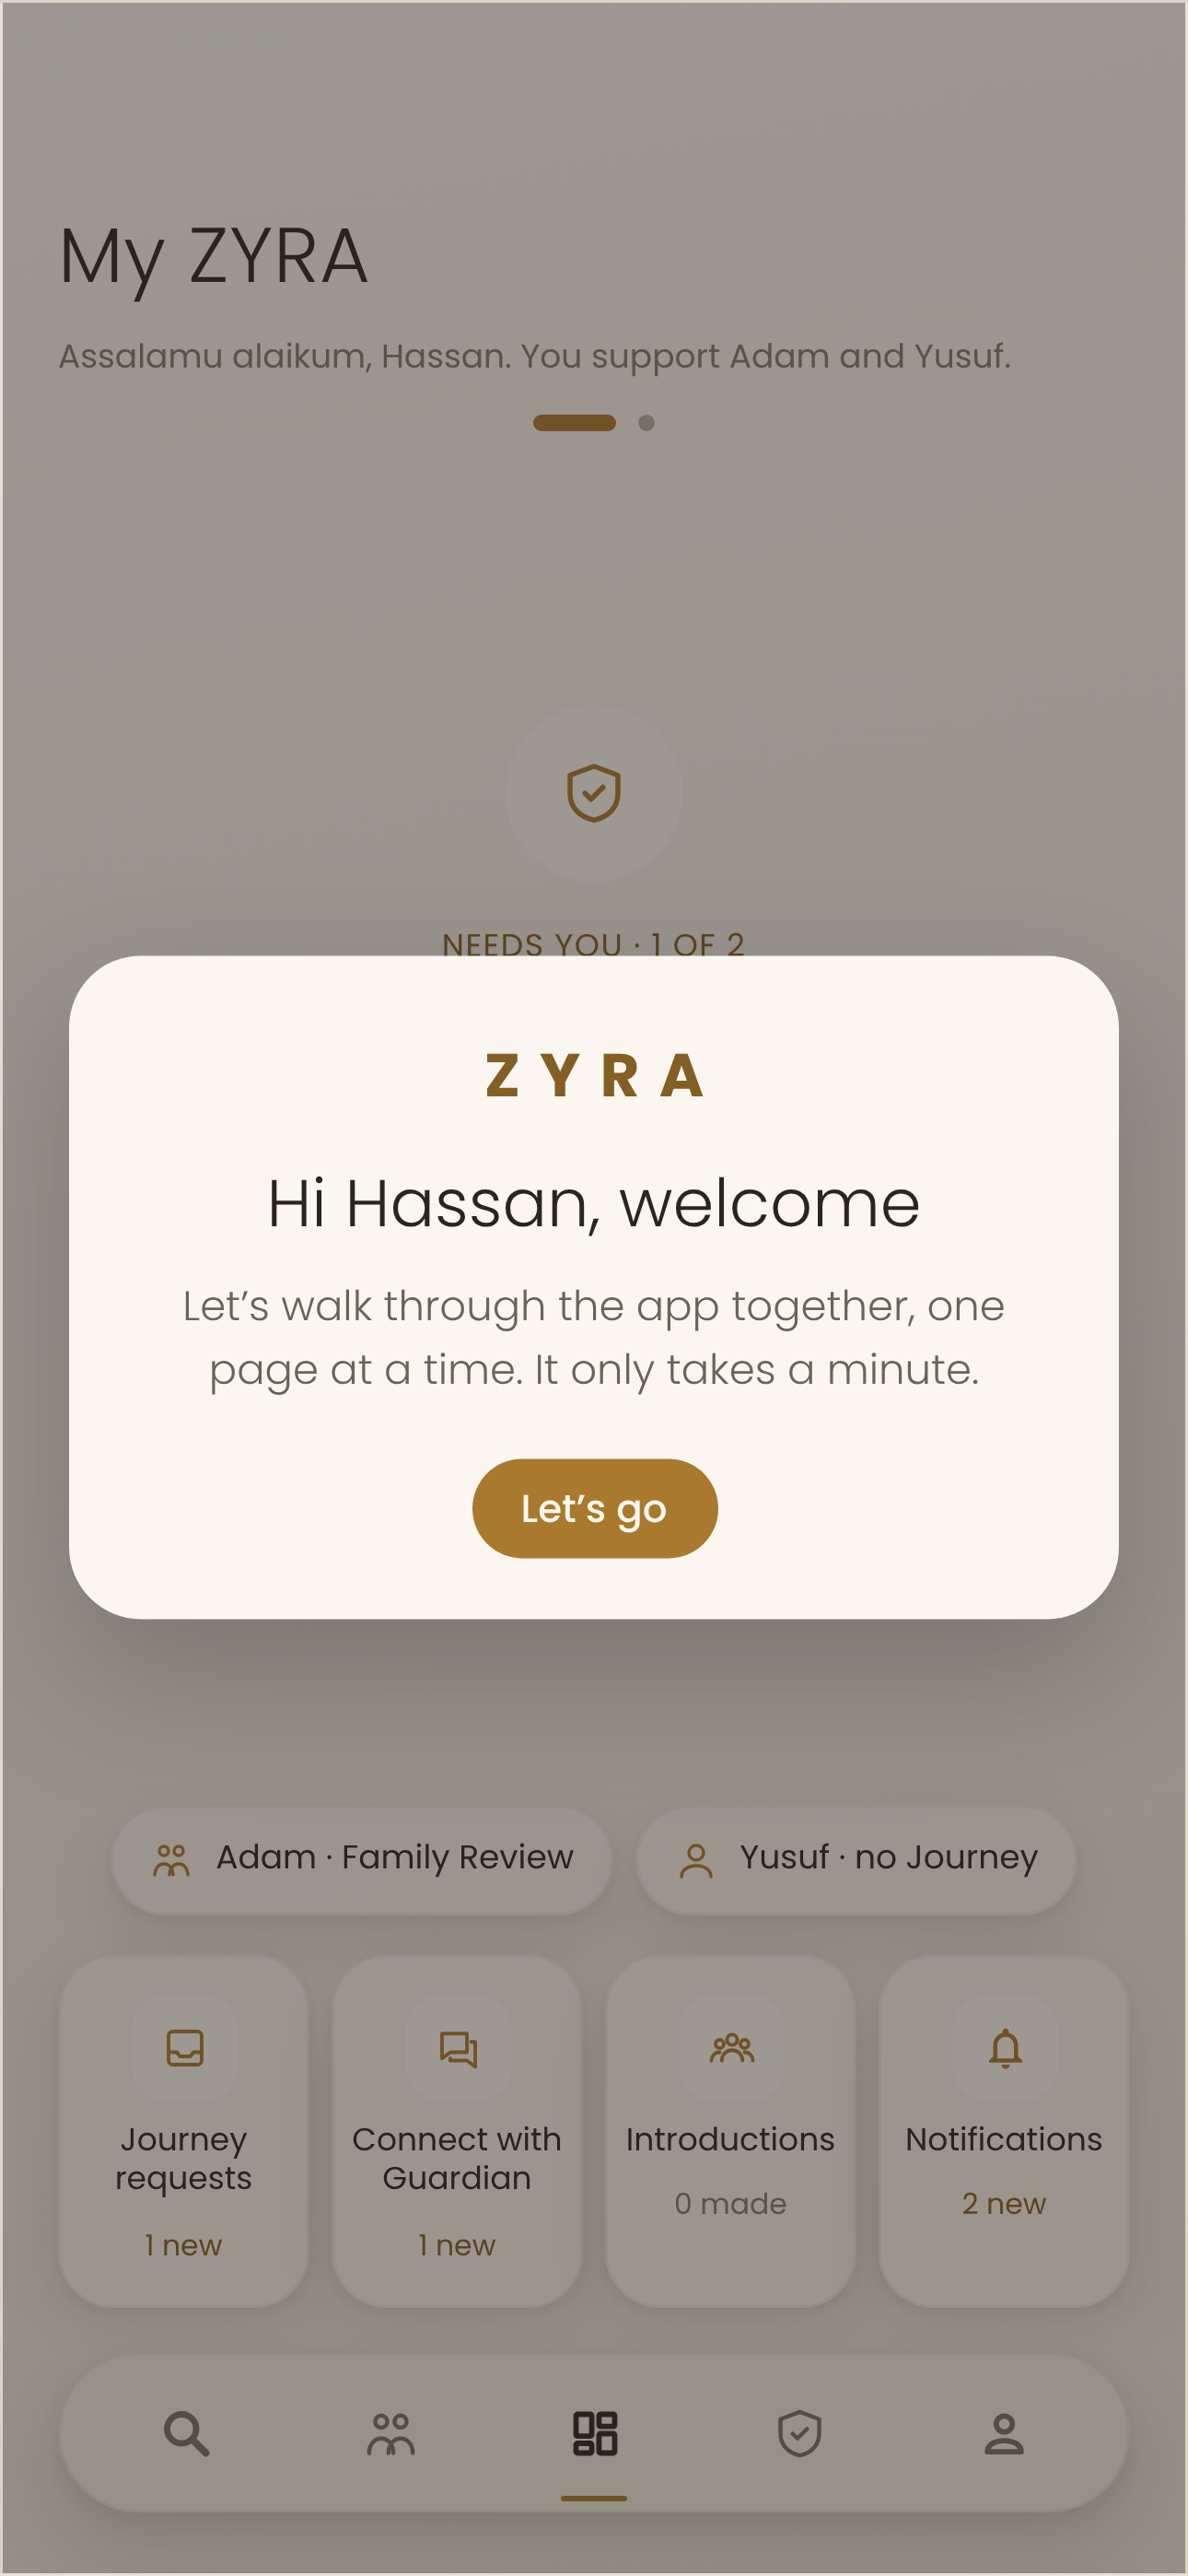 My ZYRA
Assalamu alaikum, Hassan. You support Adam and Yusuf.
NEEDS YOU · 1 OF 2
ZYRA
Hi Hassan, welcome
Let’s walk through the app together, one
page at a time. It only takes a minute.
Let’s go
Adam · Family Review
Yusuf · no Journey
Journey
requests
1 new
Connect with
Guardian
1 new
Introductions
0 made
Notifications
2 new